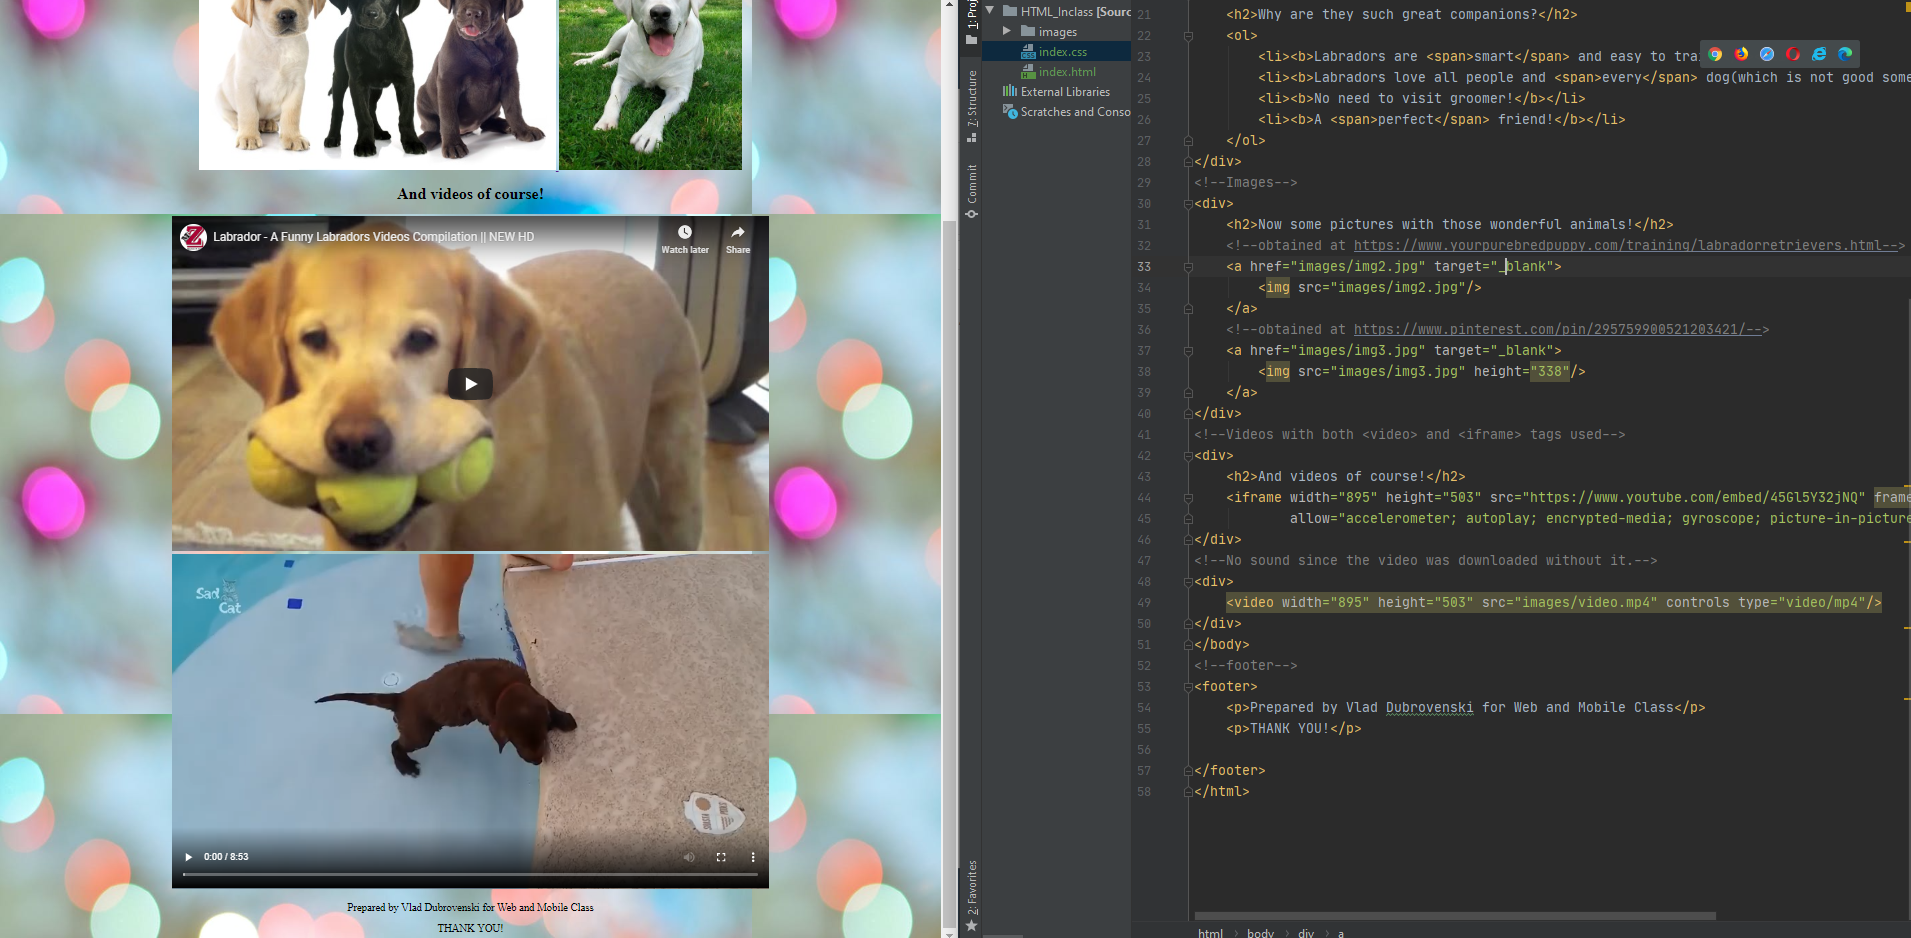 And videos of course!
Labrador - A Funny Labradors Videos Compilation || NEW HD
Watch later
Share
Sad
Cat
0:00 / 8:53
Prepared by Vlad Dubrovenski for Web and Mobile Class
THANK YOU!
1: Proj
7: Structure
Commit
2: Favorites
HTML_Inclass [Sourc
images
index.css
index.html
External Libraries
Scratches and Conso
21 <h2>Why are they such great companions?</h2>
22 <ol>
23 <li><b>Labradors are <span>smart</span> and easy to trai
24 <li><b>Labradors love all people and <span>every</span> dog(which is not good some
25 <li><b>No need to visit groomer!</b></li>
26 <li><b>A <span>perfect</span> friend!</b></li>
27 </ol>
28 </div>
29 <!--Images-->
30 <div>
31 <h2>Now some pictures with those wonderful animals!</h2>
32 <!--obtained at https://www.yourpurebredpuppy.com/training/labradorretrievers.html-->
33 <a href="images/img2.jpg" target="_blank">
34 <img src="images/img2.jpg"/>
35 </a>
36 <!--obtained at https://www.pinterest.com/pin/295759900521203421/-->
37 <a href="images/img3.jpg" target="_blank">
38 <img src="images/img3.jpg" height="338"/>
39 </a>
40 </div>
41 <!--Videos with both <video> and <iframe> tags used-->
42 <div>
43 <h2>And videos of course!</h2>
44 <iframe width="895" height="503" src="https://www.youtube.com/embed/45Gl5Y32jNQ" frame
45 allow="accelerometer; autoplay; encrypted-media; gyroscope; picture-in-picture
46 </div>
47 <!--No sound since the video was downloaded without it.-->
48 <div>
49 <video width="895" height="503" src="images/video.mp4" controls type="video/mp4"/>
50 </div>
51 </body>
52 <!--footer-->
53 <footer>
54 <p>Prepared by Vlad Dubrovenski for Web and Mobile Class</p>
55 <p>THANK YOU!</p>
56
57 </footer>
58 </html>
html > body > div > a